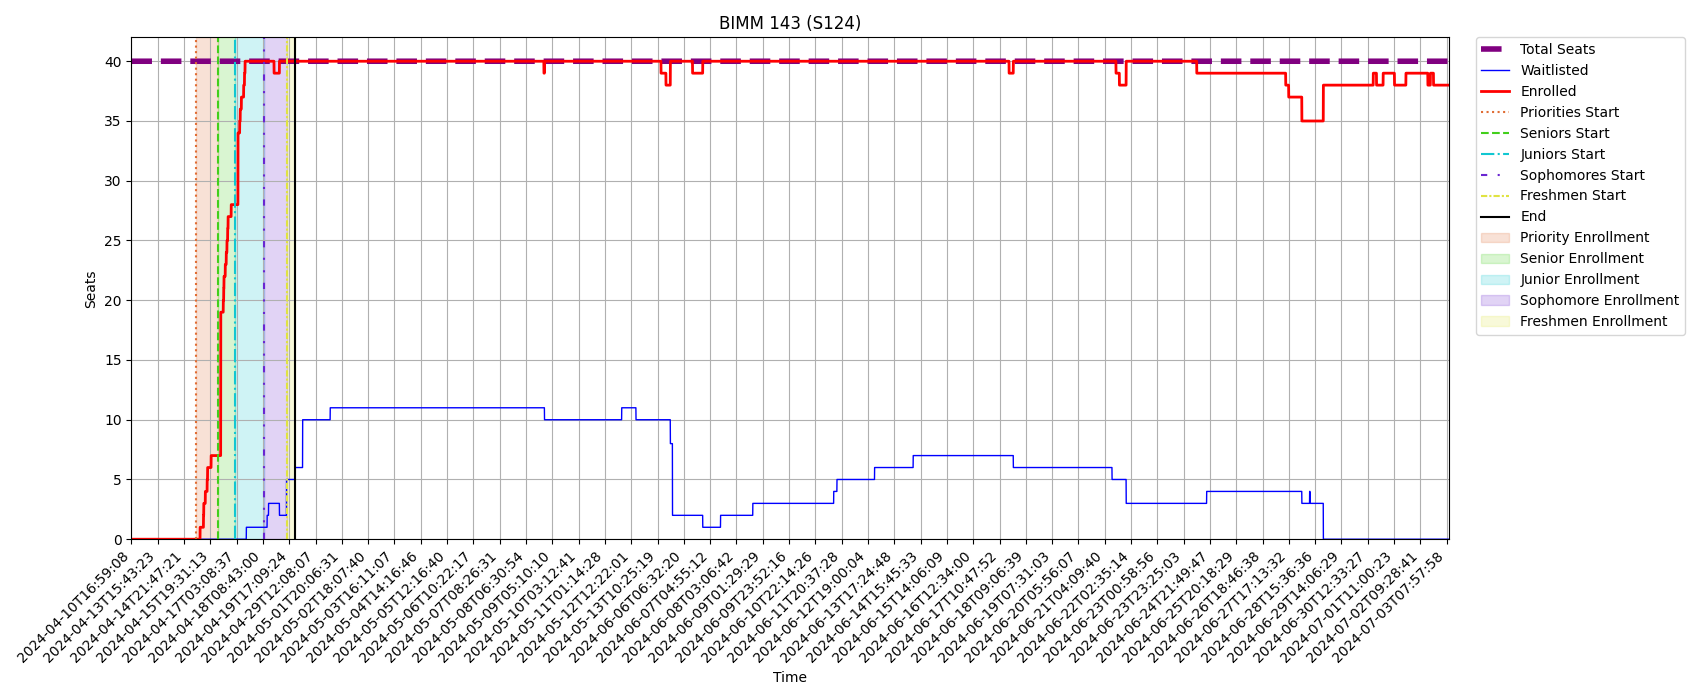 BIMM 143 (S124)
Seats
40
35
30
25
20
15
10
5
0
2024-04-10T16:59:08
2024-04-13T15:43:23
2024-04-14T21:47:21
2024-04-15T19:31:13
2024-04-17T03:08:37
2024-04-18T08:43:00
2024-04-19T17:09:24
2024-04-29T12:08:07
2024-05-01T20:06:31
2024-05-02T18:07:40
2024-05-03T16:11:07
2024-05-04T14:16:46
2024-05-05T12:16:40
2024-05-06T10:22:17
2024-05-07T08:26:31
2024-05-08T06:30:54
2024-05-09T05:10:10
2024-05-10T03:12:41
2024-05-11T01:14:28
2024-05-12T12:22:01
2024-05-13T10:25:19
2024-06-06T06:32:20
2024-06-07T04:55:12
2024-06-08T03:06:42
2024-06-09T01:29:29
2024-06-09T23:52:16
2024-06-10T22:14:26
2024-06-11T20:37:28
2024-06-12T19:00:04
2024-06-13T17:24:48
2024-06-14T15:45:33
2024-06-15T14:06:09
2024-06-16T12:34:00
2024-06-17T10:47:52
2024-06-18T09:06:39
2024-06-19T07:31:03
2024-06-20T05:56:07
2024-06-21T04:09:40
2024-06-22T02:35:14
2024-06-23T00:58:56
2024-06-23T23:25:03
2024-06-24T21:49:47
2024-06-25T20:18:29
2024-06-26T18:46:38
2024-06-27T17:13:32
2024-06-28T15:36:36
2024-06-29T14:06:29
2024-06-30T12:33:27
2024-07-01T11:00:23
2024-07-02T09:28:41
2024-07-03T07:57:58
Time
Total Seats
Waitlisted
Enrolled
Priorities Start
Seniors Start
Juniors Start
Sophomores Start
Freshmen Start
End
Priority Enrollment
Senior Enrollment
Junior Enrollment
Sophomore Enrollment
Freshmen Enrollment